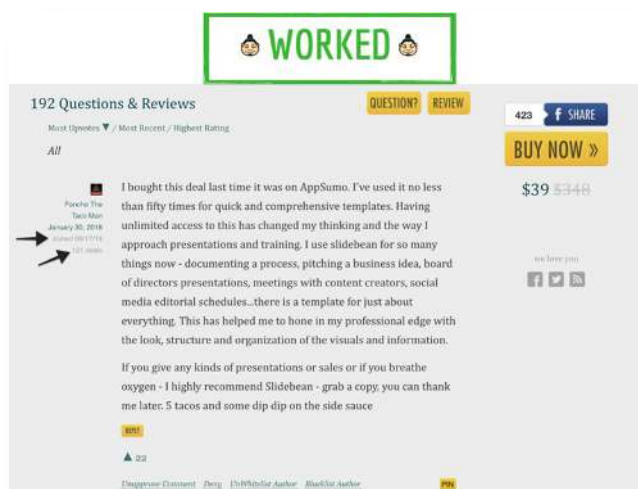 WORKED
192 Questions & Reviews
QUESTION?
REVIEW
423
f SHARE
Most Upvotes ▼ / Most Recent / Highest Rating
BUY NOW »
All
$39 $348
Poncho The
Taco Man
January 30, 2018
Joined
I bought this deal last time it was on AppSumo. I've used it no less
than fifty times for quick and comprehensive templates. Having
unlimited access to this has changed my thinking and the way I
approach presentations and training. I use slidebean for so many
things now - documenting a process, pitching a business idea, board
of directors presentations, meetings with content creators, social
media editorial schedules...there is a template for just about
everything. This has helped me to hone in my professional edge with
the look, structure and organization of the visuals and information.
we love you
If you give any kinds of presentations or sales or if you breathe
oxygen - I highly recommend Slidebean - grab a copy, you can thank
me later. 5 tacos and some dip dip on the side sauce
REPLY
▲ 22
Unapprove Comment Deny UnWhitelist Author Blacklist Author
PIN